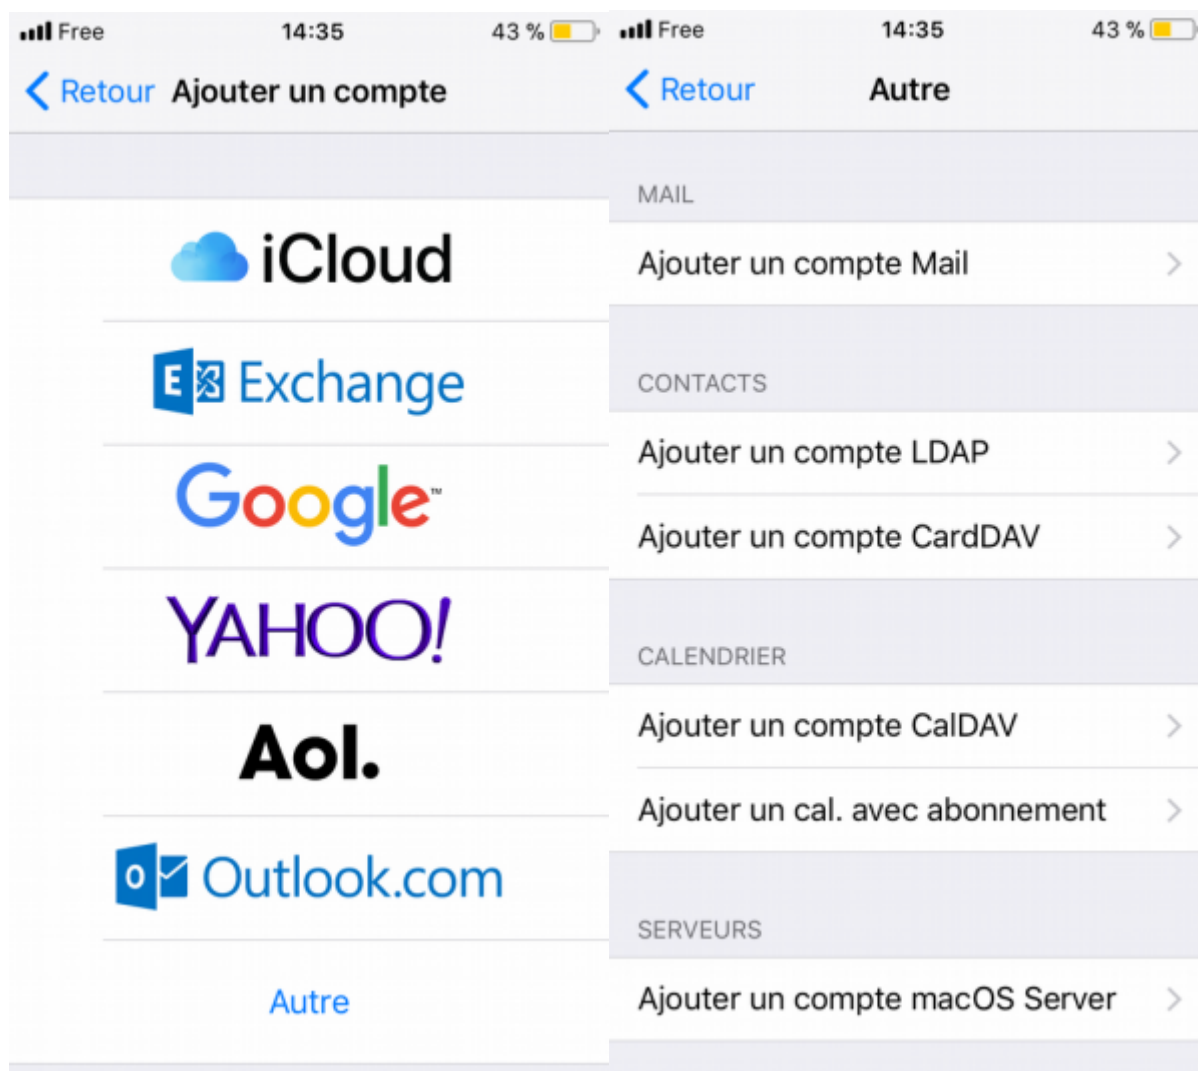 Free 14:35 43 %
Retour Ajouter un compte
iCloud
Exchange
Google™
YAHOO!
Aol.
Outlook.com
Autre
Free 14:35 43 %
Retour Autre
MAIL
Ajouter un compte Mail
CONTACTS
Ajouter un compte LDAP
Ajouter un compte CardDAV
CALENDRIER
Ajouter un compte CalDAV
Ajouter un cal. avec abonnement
SERVEURS
Ajouter un compte macOS Server